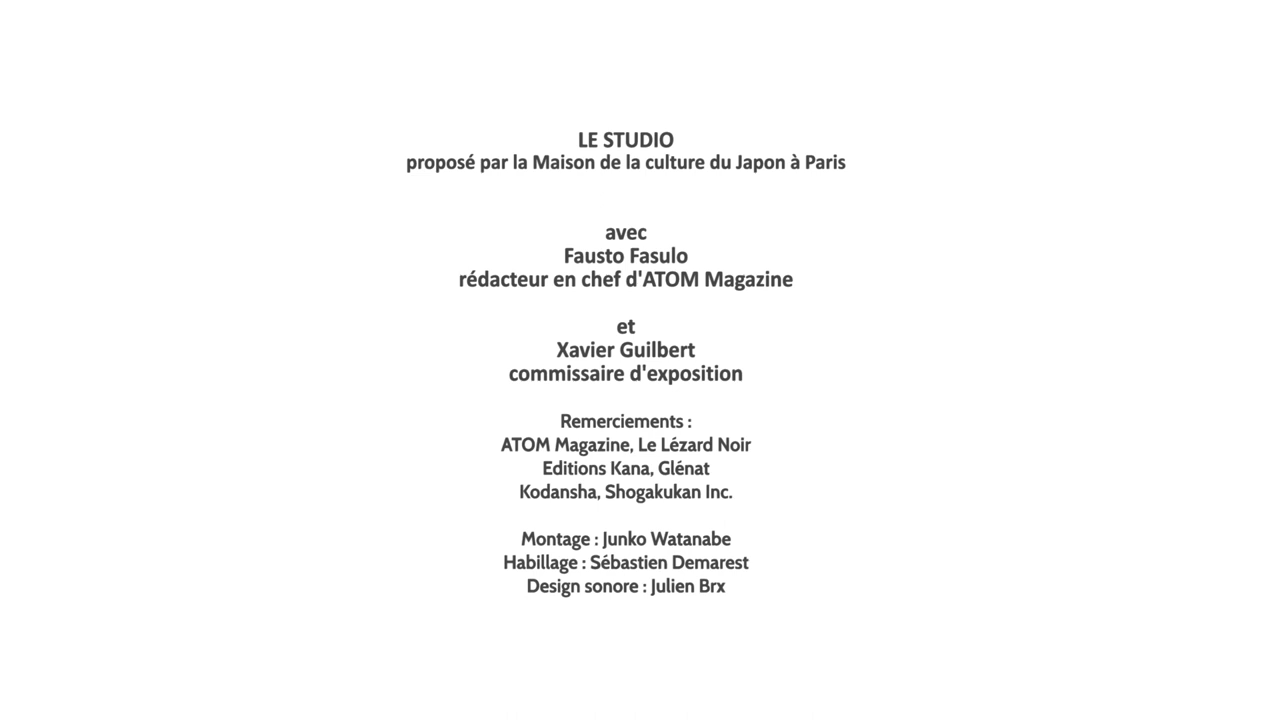 LE STUDIO
proposé par la Maison de la culture du Japon à Paris
avec
Fausto Fasulo
rédacteur en chef d'ATOM Magazine
et
Xavier Guilbert
commissaire d'exposition
Remerciements :
ATOM Magazine, Le Lézard Noir
Editions Kana, Glénat
Kodansha, Shogakukan Inc.
Montage : Junko Watanabe
Habillage : Sébastien Demarest
Design sonore : Julien Brx